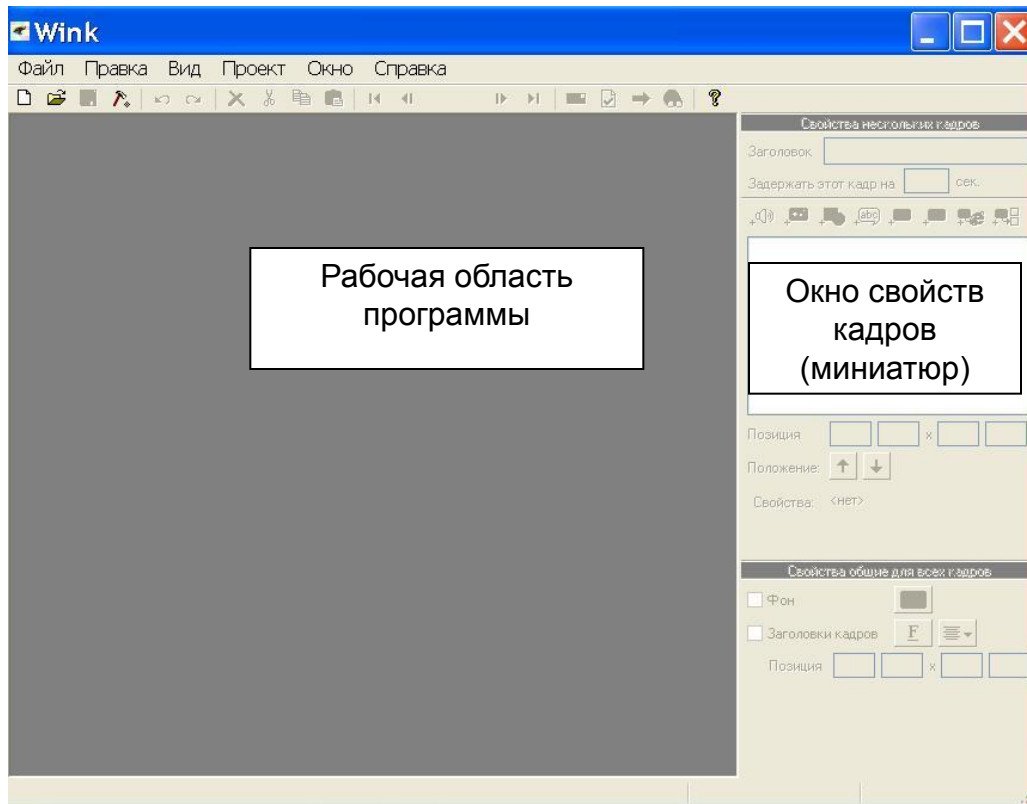 Wink
Файл Правка Вид Проект Окно Справка
Свойства нескольких кадров
Заголовок
Задержать этот кадр на сек.
abc
Рабочая область
программы
Окно свойств
кадров
(миниатюр)
Позиция x
Положение:
Свойства: <нет>
Свойства общие для всех кадров
Фон
Заголовки кадров F
Позиция x